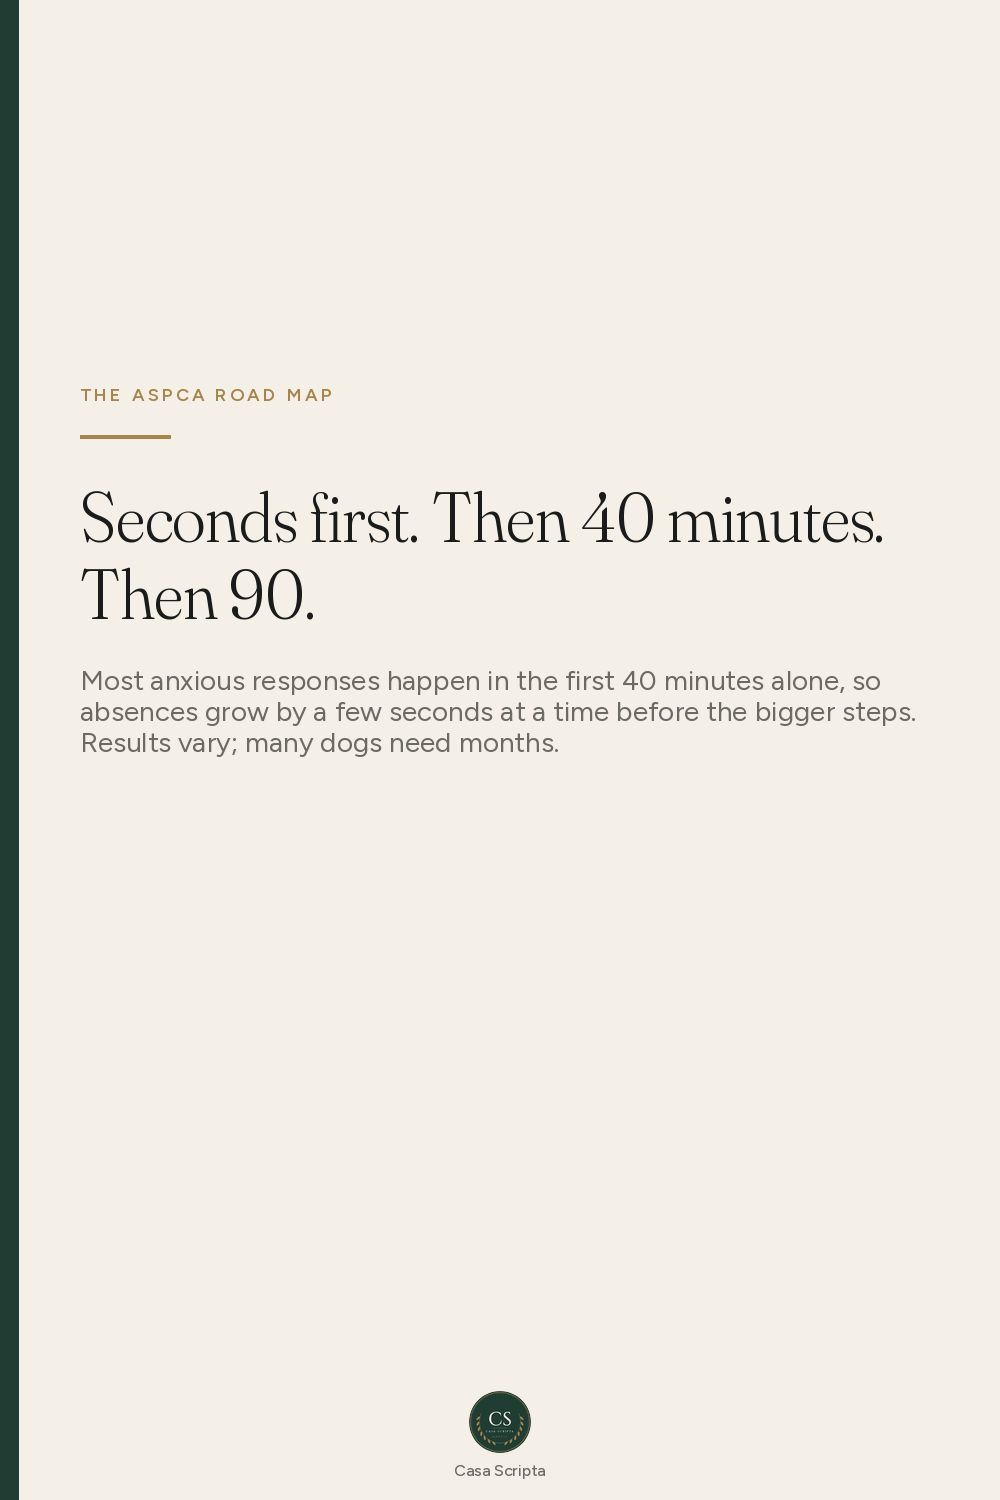 THE ASPCA ROAD MAP
Seconds first. Then 40 minutes.
Then 90.
Most anxious responses happen in the first 40 minutes alone, so
absences grow by a few seconds at a time before the bigger steps.
Results vary; many dogs need months.
CS
CASA SCRIPTA
Casa Scripta